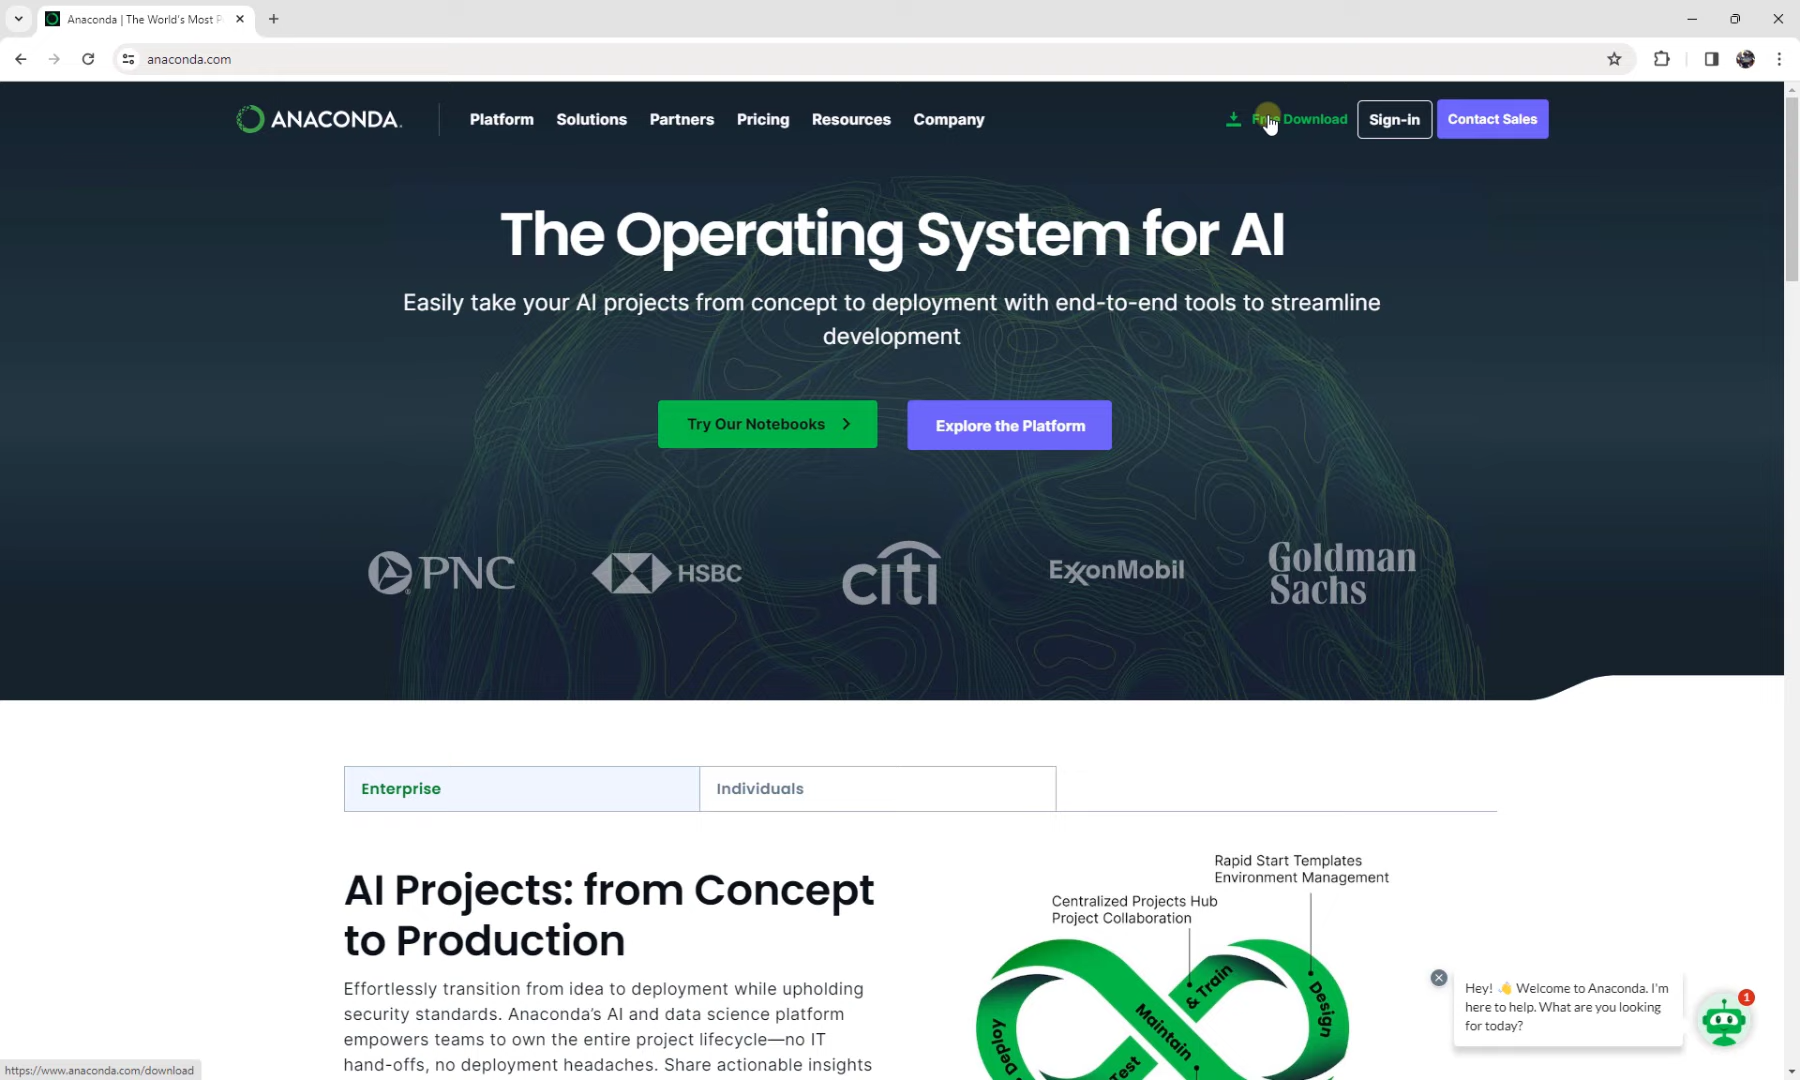 Anaconda | The World's Most P
anaconda.com
ANACONDA.
Platform Solutions Partners Pricing Resources Company
Free Download
Sign-in
Contact Sales
The Operating System for AI
Easily take your AI projects from concept to deployment with end-to-end tools to streamline
development
Try Our Notebooks
Explore the Platform
PNC
HSBC
citi
ExxonMobil
Goldman
Sachs
Enterprise
Individuals
AI Projects: from Concept
to Production
Effortlessly transition from idea to deployment while upholding
security standards. Anaconda's AI and data science platform
empowers teams to own the entire project lifecycle—no IT
hand-offs, no deployment headaches. Share actionable insights
Rapid Start Templates
Environment Management
Centralized Projects Hub
Project Collaboration
& Train
Design
Maintain
Deploy
Test
Hey! 👋 Welcome to Anaconda. I'm
here to help. What are you looking
for today?
1
https://www.anaconda.com/download